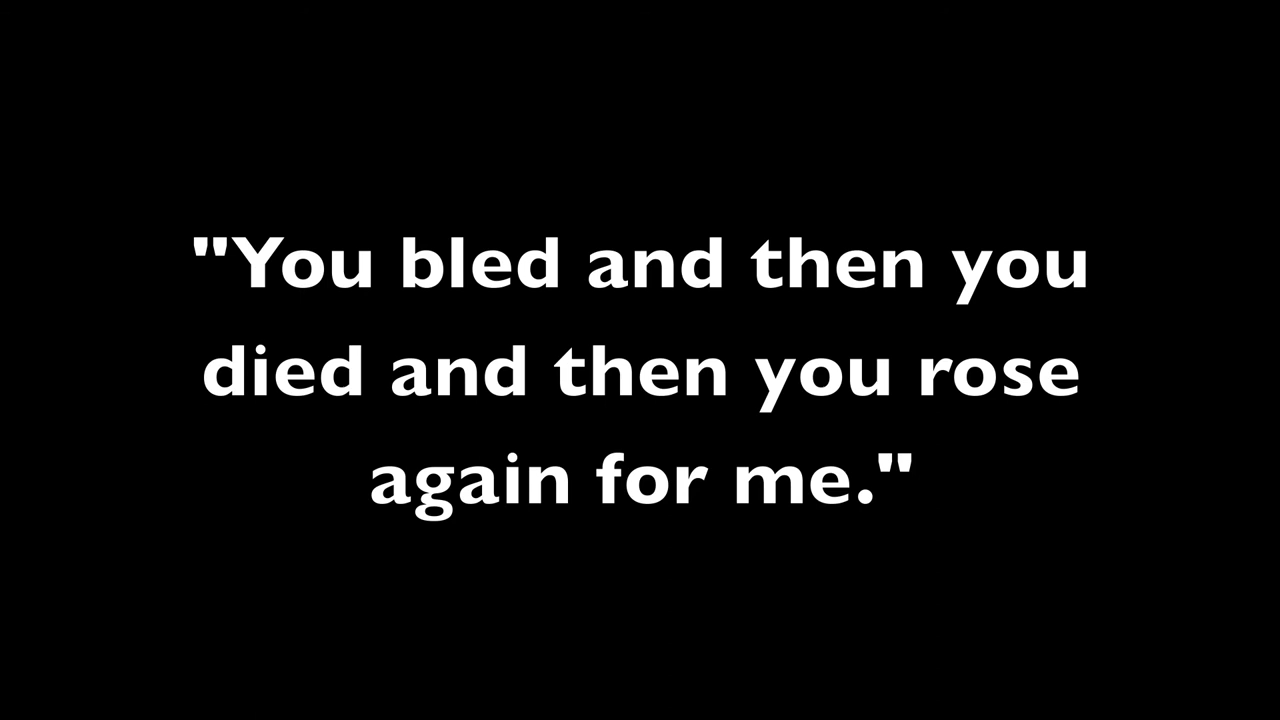 "You bled and then you
died and then you rose
again for me."